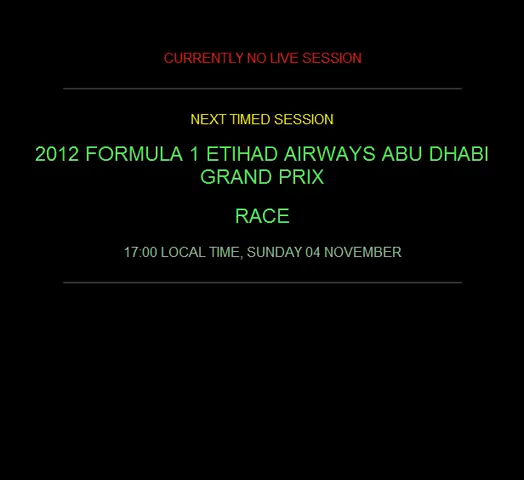 CURRENTLY NO LIVE SESSION
NEXT TIMED SESSION
2012 FORMULA 1 ETIHAD AIRWAYS ABU DHABI
GRAND PRIX
RACE
17:00 LOCAL TIME, SUNDAY 04 NOVEMBER